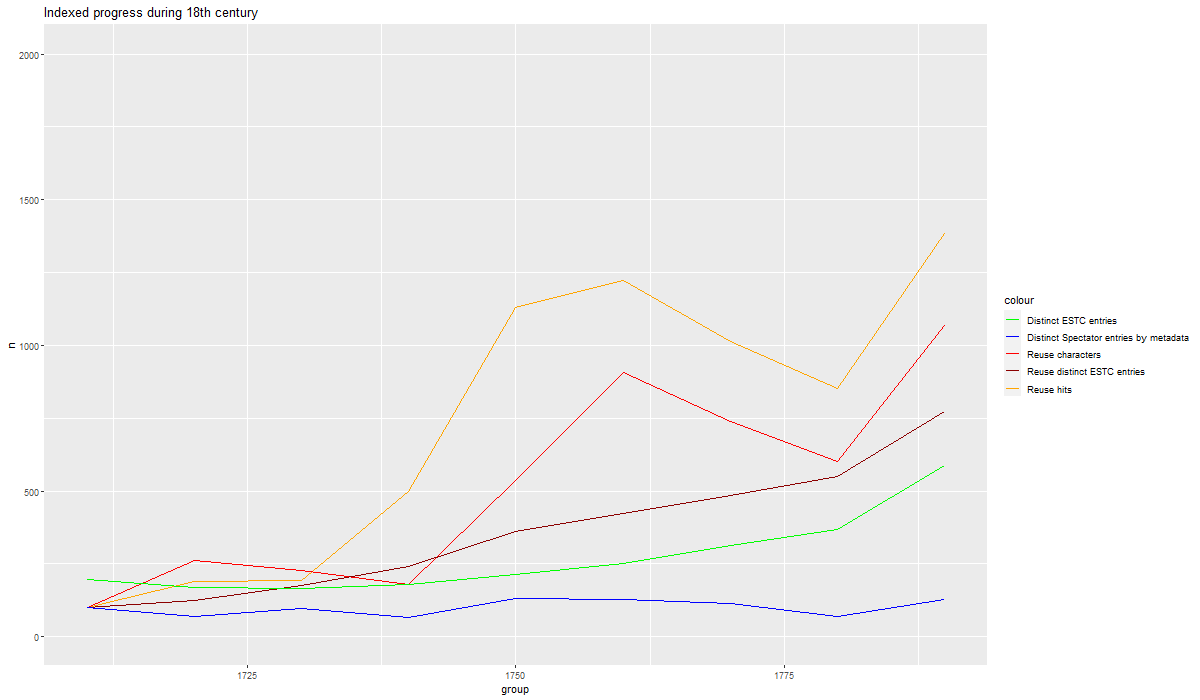 Indexed progress during 18th century
2000
1500
1000
500
0
n
1725
1750
1775
group
colour
Distinct ESTC entries
Distinct Spectator entries by metadata
Reuse characters
Reuse distinct ESTC entries
Reuse hits